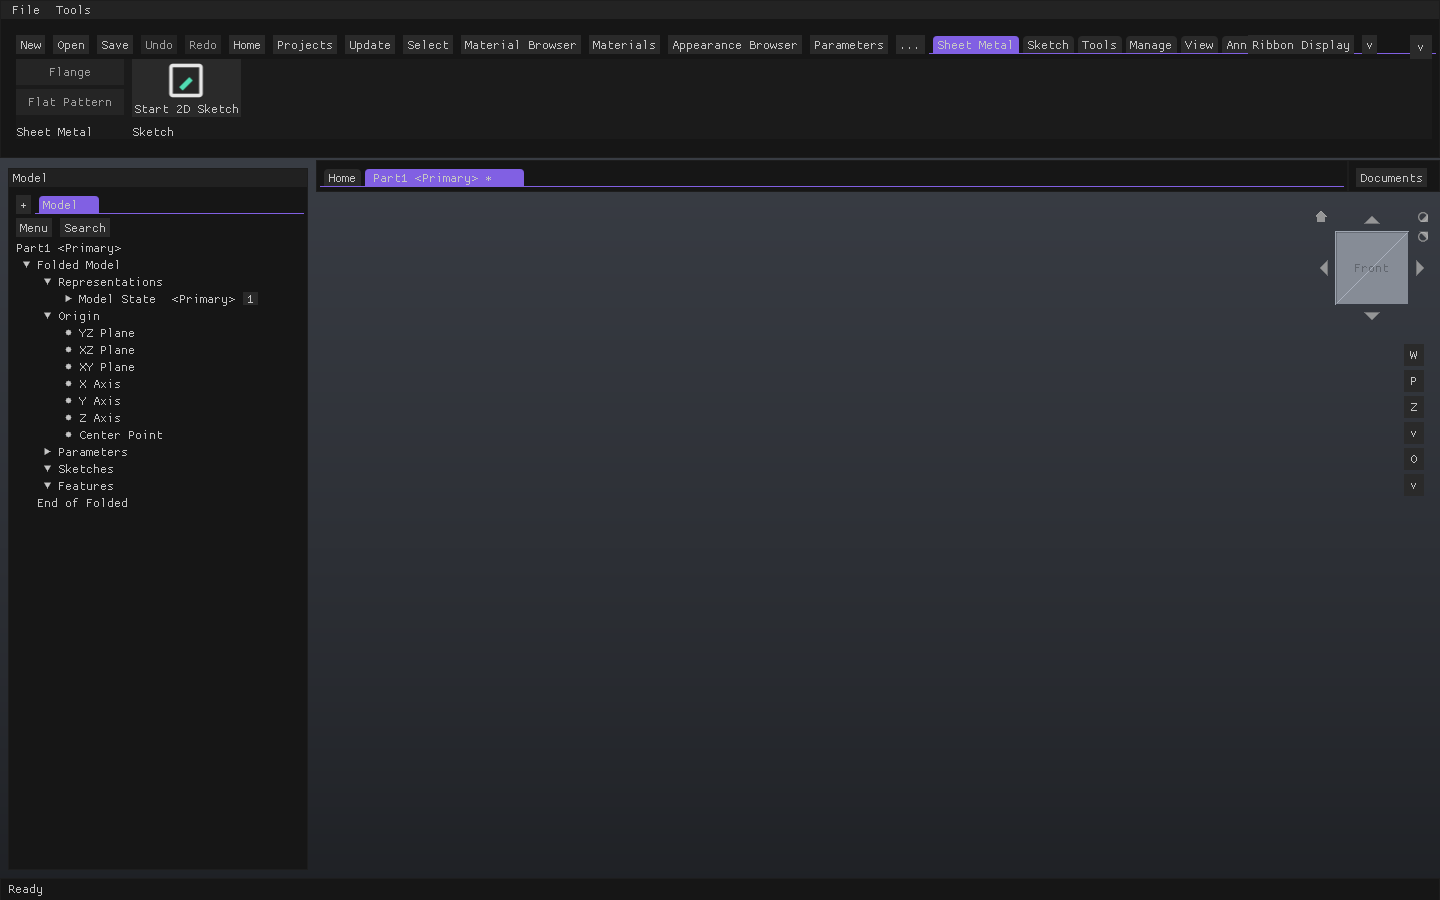 File Tools
New Open Save Undo Redo Home Projects Update Select Material Browser Materials Appearance Browser Parameters ... Sheet Metal Sketch Tools Manage View Ann Ribbon Display v v
Flange
Flat Pattern
Start 2D Sketch
Sheet Metal Sketch
Model
+ Model
Menu Search
Part1 <Primary>
Folded Model
Representations
Model State <Primary> 1
Origin
YZ Plane
XZ Plane
XY Plane
X Axis
Y Axis
Z Axis
Center Point
Parameters
Sketches
Features
End of Folded
Home Part1 <Primary> * Documents
Front
W
P
Z
v
O
v
Ready